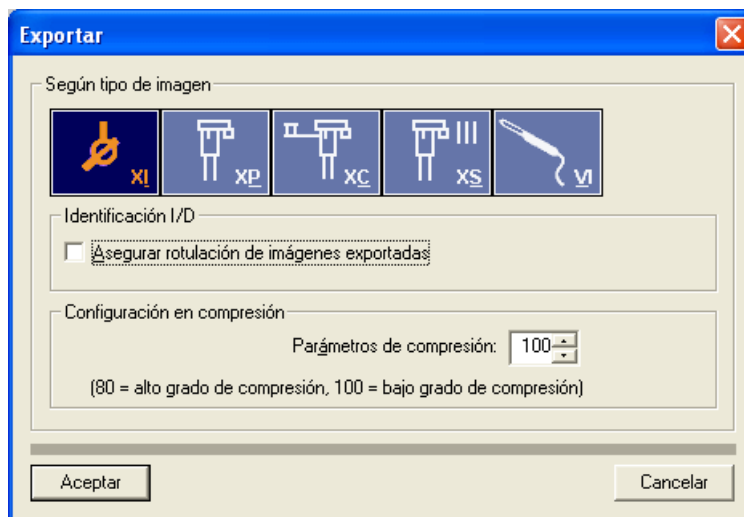 Exportar
Según tipo de imagen
XI XP XC XS VI
Identificación I/D
Asegurar rotulación de imágenes exportadas
Configuración en compresión
Parámetros de compresión: 100
(80 = alto grado de compresión, 100 = bajo grado de compresión)
Aceptar Cancelar